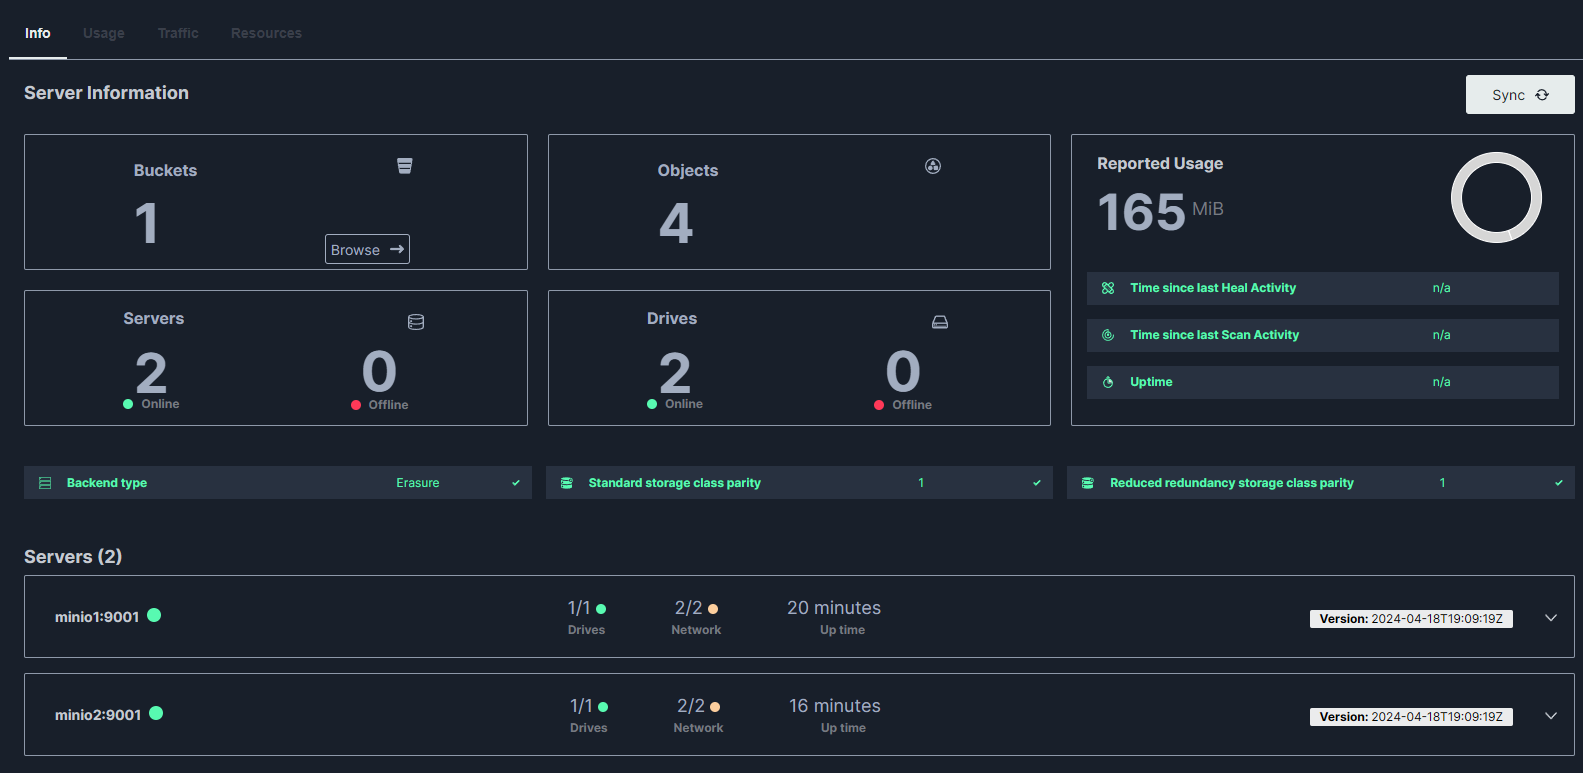 Info Usage Traffic Resources
Server Information
Sync
Buckets
1
Browse
Objects
4
Reported Usage
165 MiB
Time since last Heal Activity n/a
Time since last Scan Activity n/a
Uptime n/a
Servers
2 0
Online Offline
Drives
2 0
Online Offline
Backend type Erasure
Standard storage class parity 1
Reduced redundancy storage class parity 1
Servers (2)
minio1:9001
1/1 2/2 20 minutes
Drives Network Up time
Version: 2024-04-18T19:09:19Z
minio2:9001
1/1 2/2 16 minutes
Drives Network Up time
Version: 2024-04-18T19:09:19Z